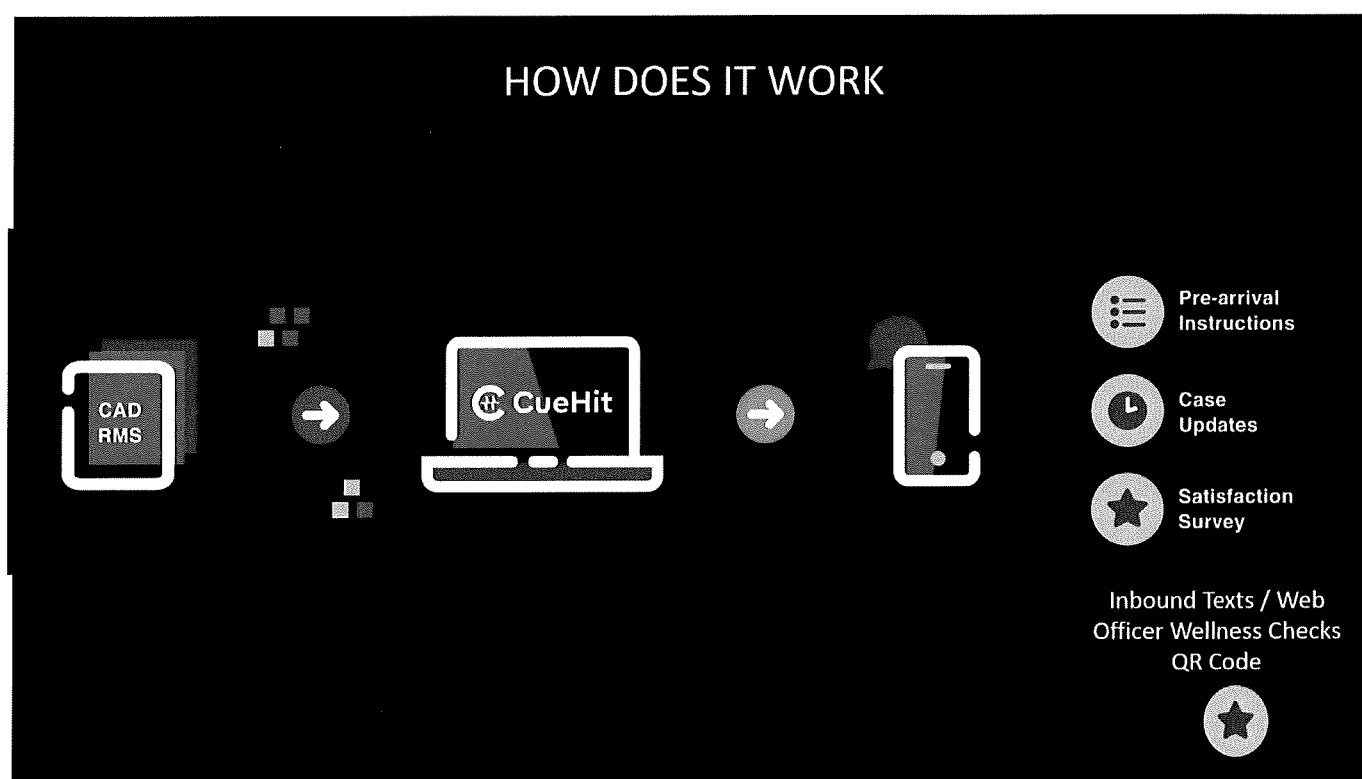 HOW DOES IT WORK
CAD
RMS
CueHit
Pre-arrival
Instructions
Case
Updates
Satisfaction
Survey
Inbound Texts / Web
Officer Wellness Checks
QR Code